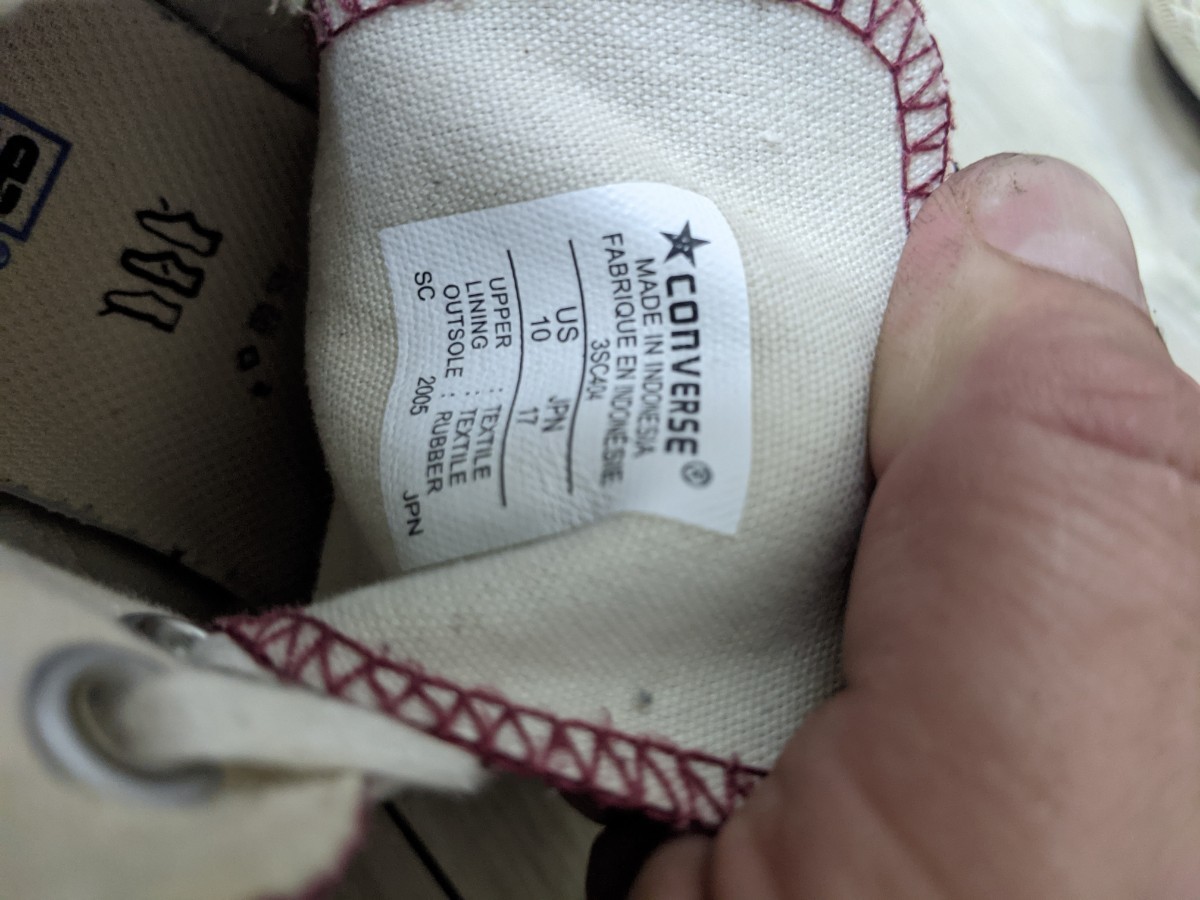 ★CONVERSE®
MADE IN INDONESIA
FABRIQUE EN INDONÉSIE
3SC404
US JPN
10 17
UPPER : TEXTILE
LINING : TEXTILE
OUTSOLE : RUBBER
SC 2005 JPN